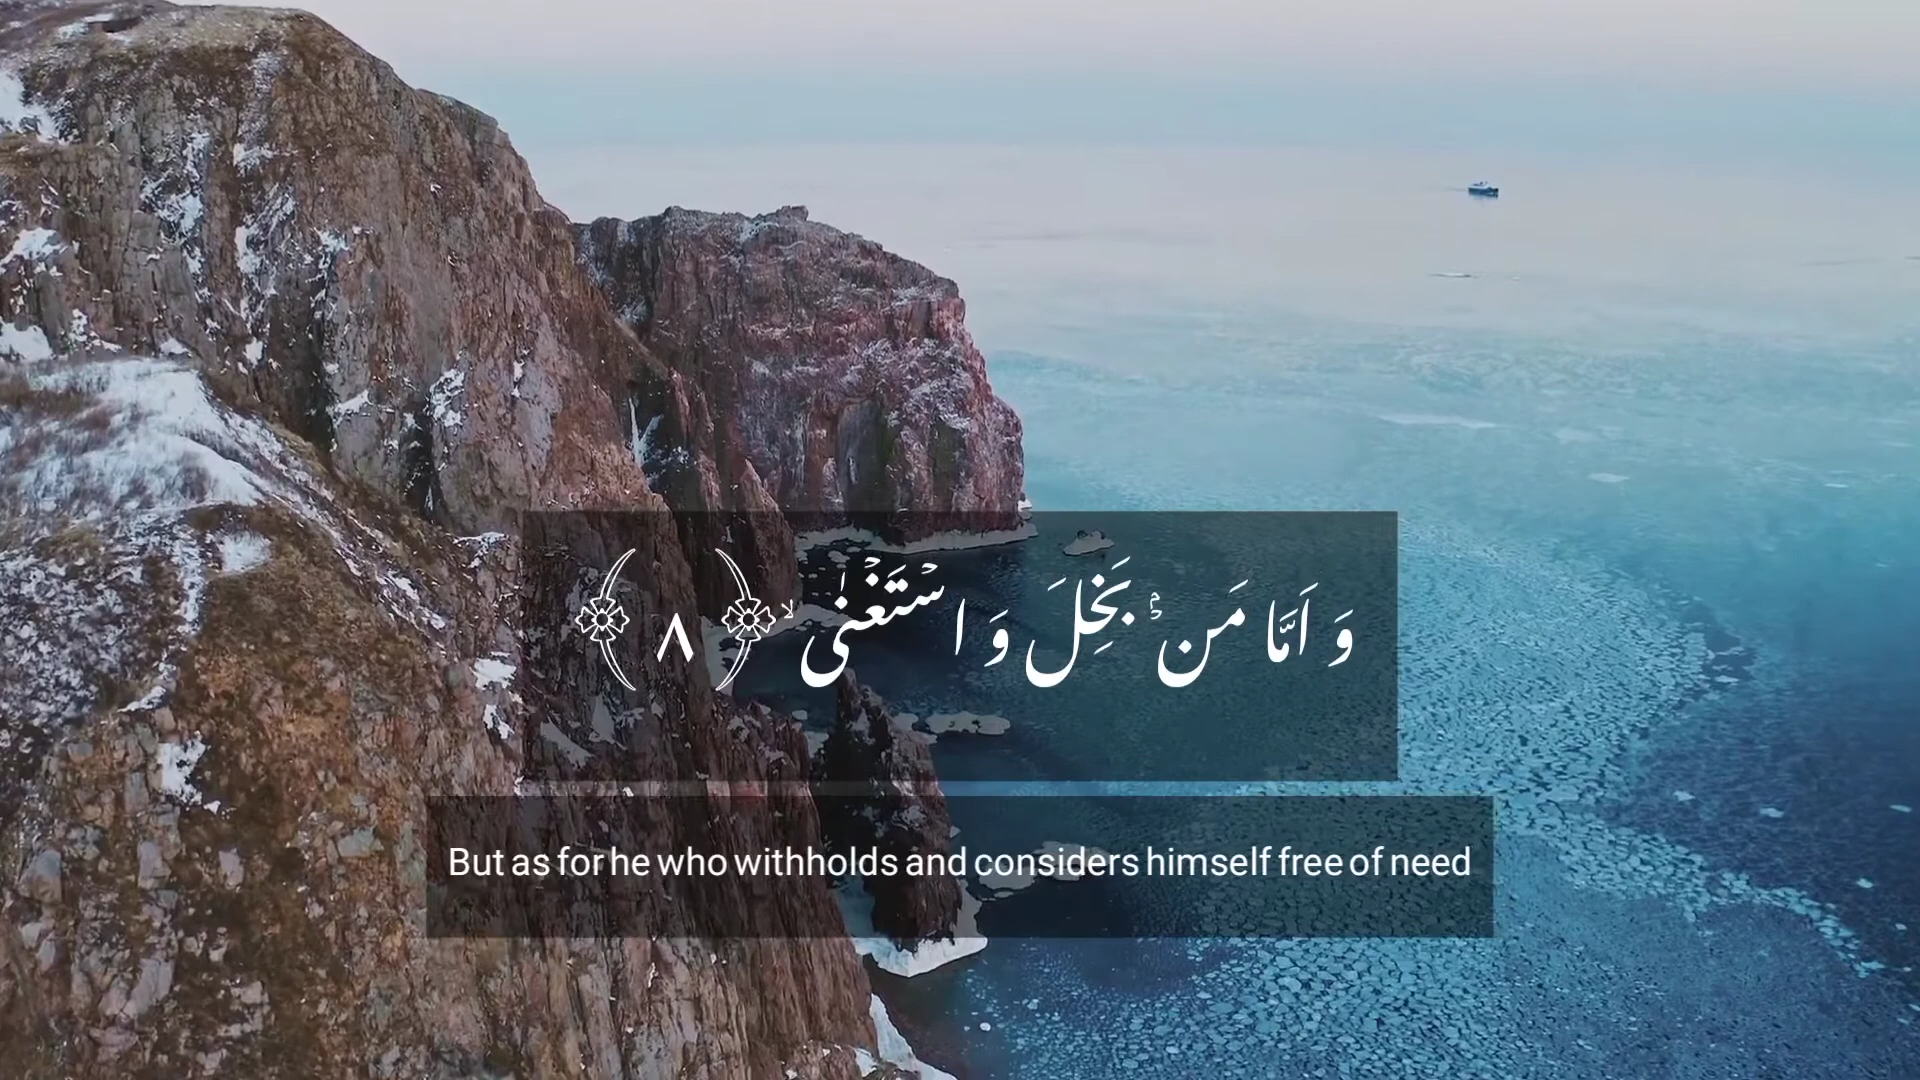 وَ اَمَّا مَنۡۢ بَخِلَ وَ اسۡتَغۡنٰی ۙ﴿۸﴾
But as for he who withholds and considers himself free of need